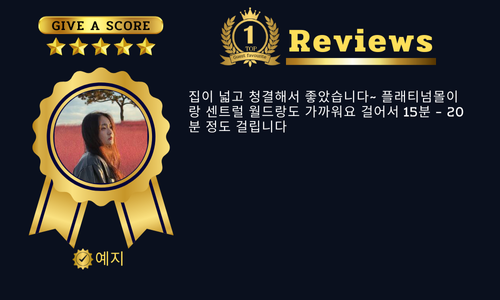 GIVE A SCORE
1
TOP
Reviews
집이 넓고 청결해서 좋았습니다~ 플래티넘몰이
랑 센트럴 월드랑도 가까워요 걸어서 15분 - 20
분 정도 걸립니다
예지